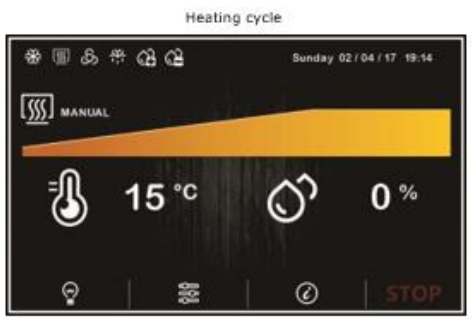 Heating cycle
Sunday 02 / 04 / 17 19:14
MANUAL
15 °C
0 %
STOP